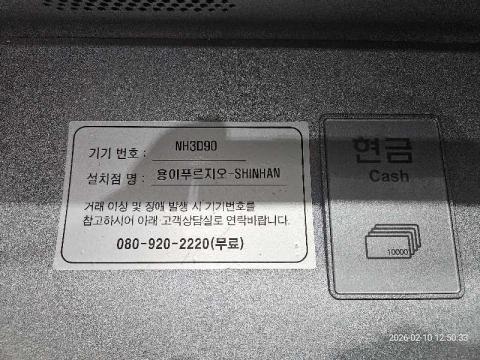 기기 번호 : NH3D90
설치점 명 : 용이푸르지오-SHINHAN
거래 이상 및 장애 발생 시 기기번호를
참고하시어 아래 고객상담실로 연락바랍니다.
080-920-2220(무료)
현금
Cash
10000
2026-02-10 12:50:33